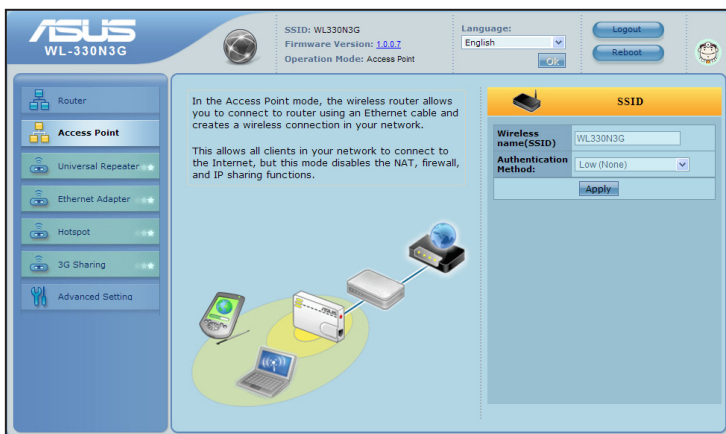 ASUS
WL-330N3G
SSID: WL330N3G
Firmware Version: 1.0.0.7
Operation Mode: Access Point
Language:
English
OK
Logout
Reboot
Router
Access Point
Universal Repeater
Ethernet Adapter
Hotspot
3G Sharing
Advanced Setting
In the Access Point mode, the wireless router allows
you to connect to router using an Ethernet cable and
creates a wireless connection in your network.
This allows all clients in your network to connect to
the Internet, but this mode disables the NAT, firewall,
and IP sharing functions.
SSID
Wireless
name(SSID)
WL330N3G
Authentication
Method:
Low (None)
Apply